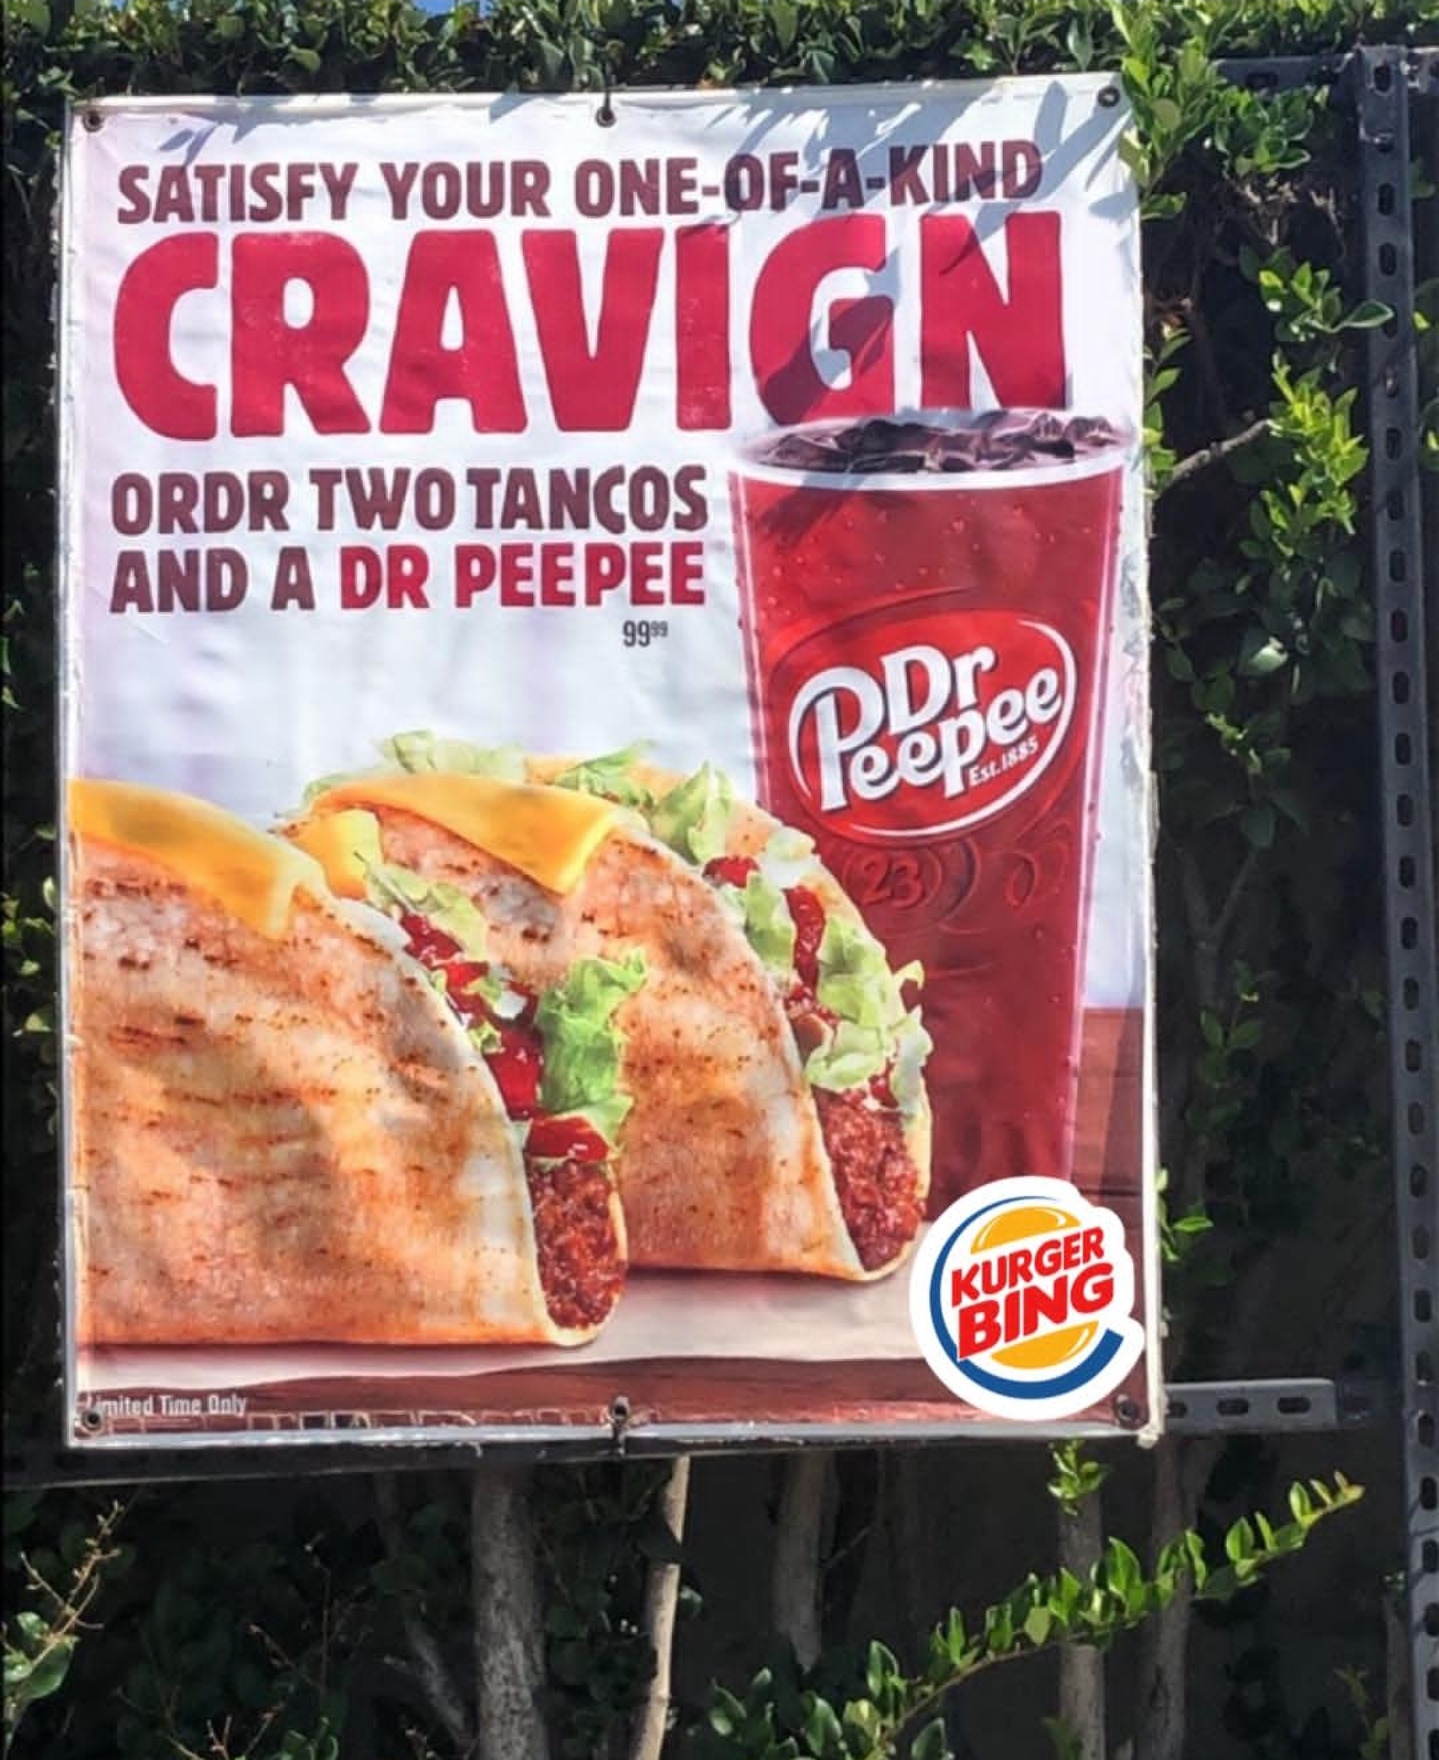 SATISFY YOUR ONE-OF-A-KIND
CRAVIGN
ORDR TWO TANCOS
AND A DR PEEPEE
99⁹⁹
Dr
Peepee
Est.1885
23
KURGER
BING
Limited Time Only